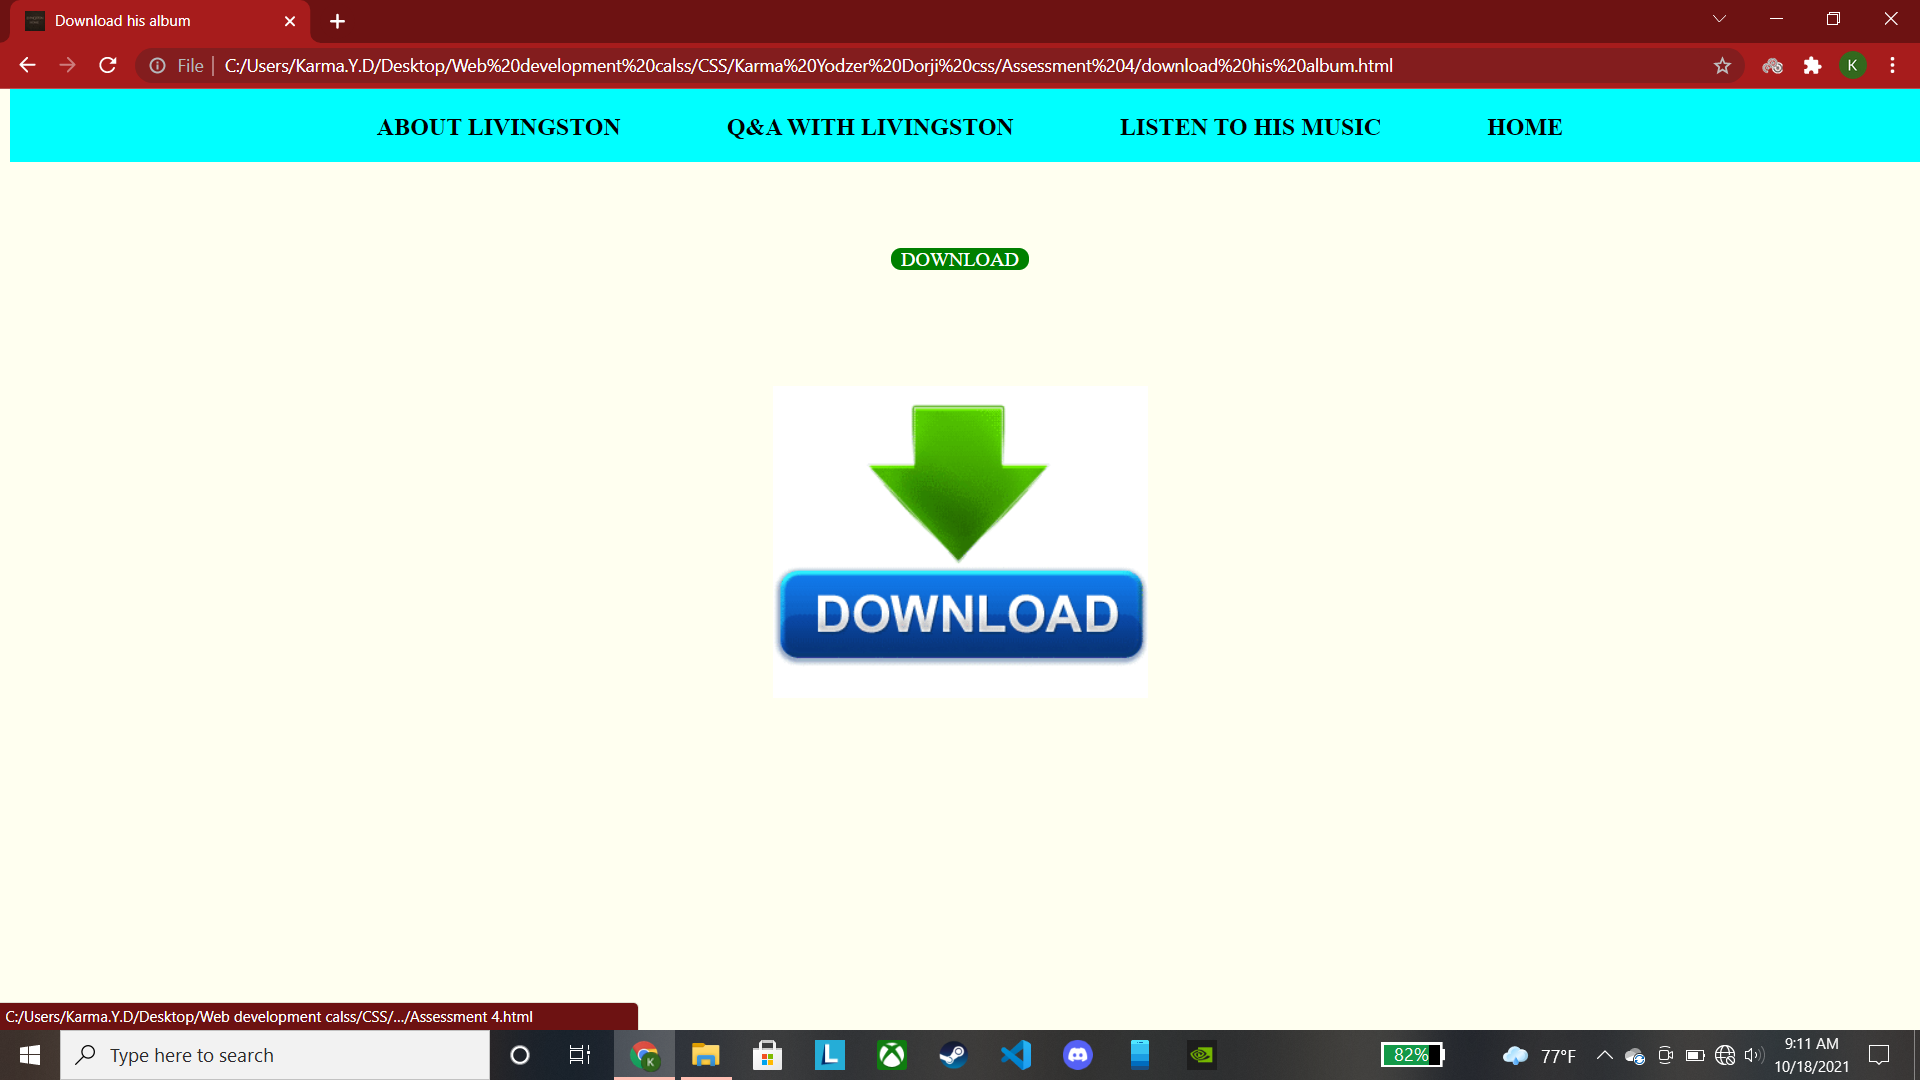 Download his album
File | C:/Users/Karma.Y.D/Desktop/Web%20development%20calss/CSS/Karma%20Yodzer%20Dorji%20css/Assessment%204/download%20his%20album.html
K
ABOUT LIVINGSTON Q&A WITH LIVINGSTON LISTEN TO HIS MUSIC HOME
DOWNLOAD
DOWNLOAD
C:/Users/Karma.Y.D/Desktop/Web development calss/CSS/.../Assessment 4.html
Type here to search
K
L
82%
77°F
9:11 AM
10/18/2021